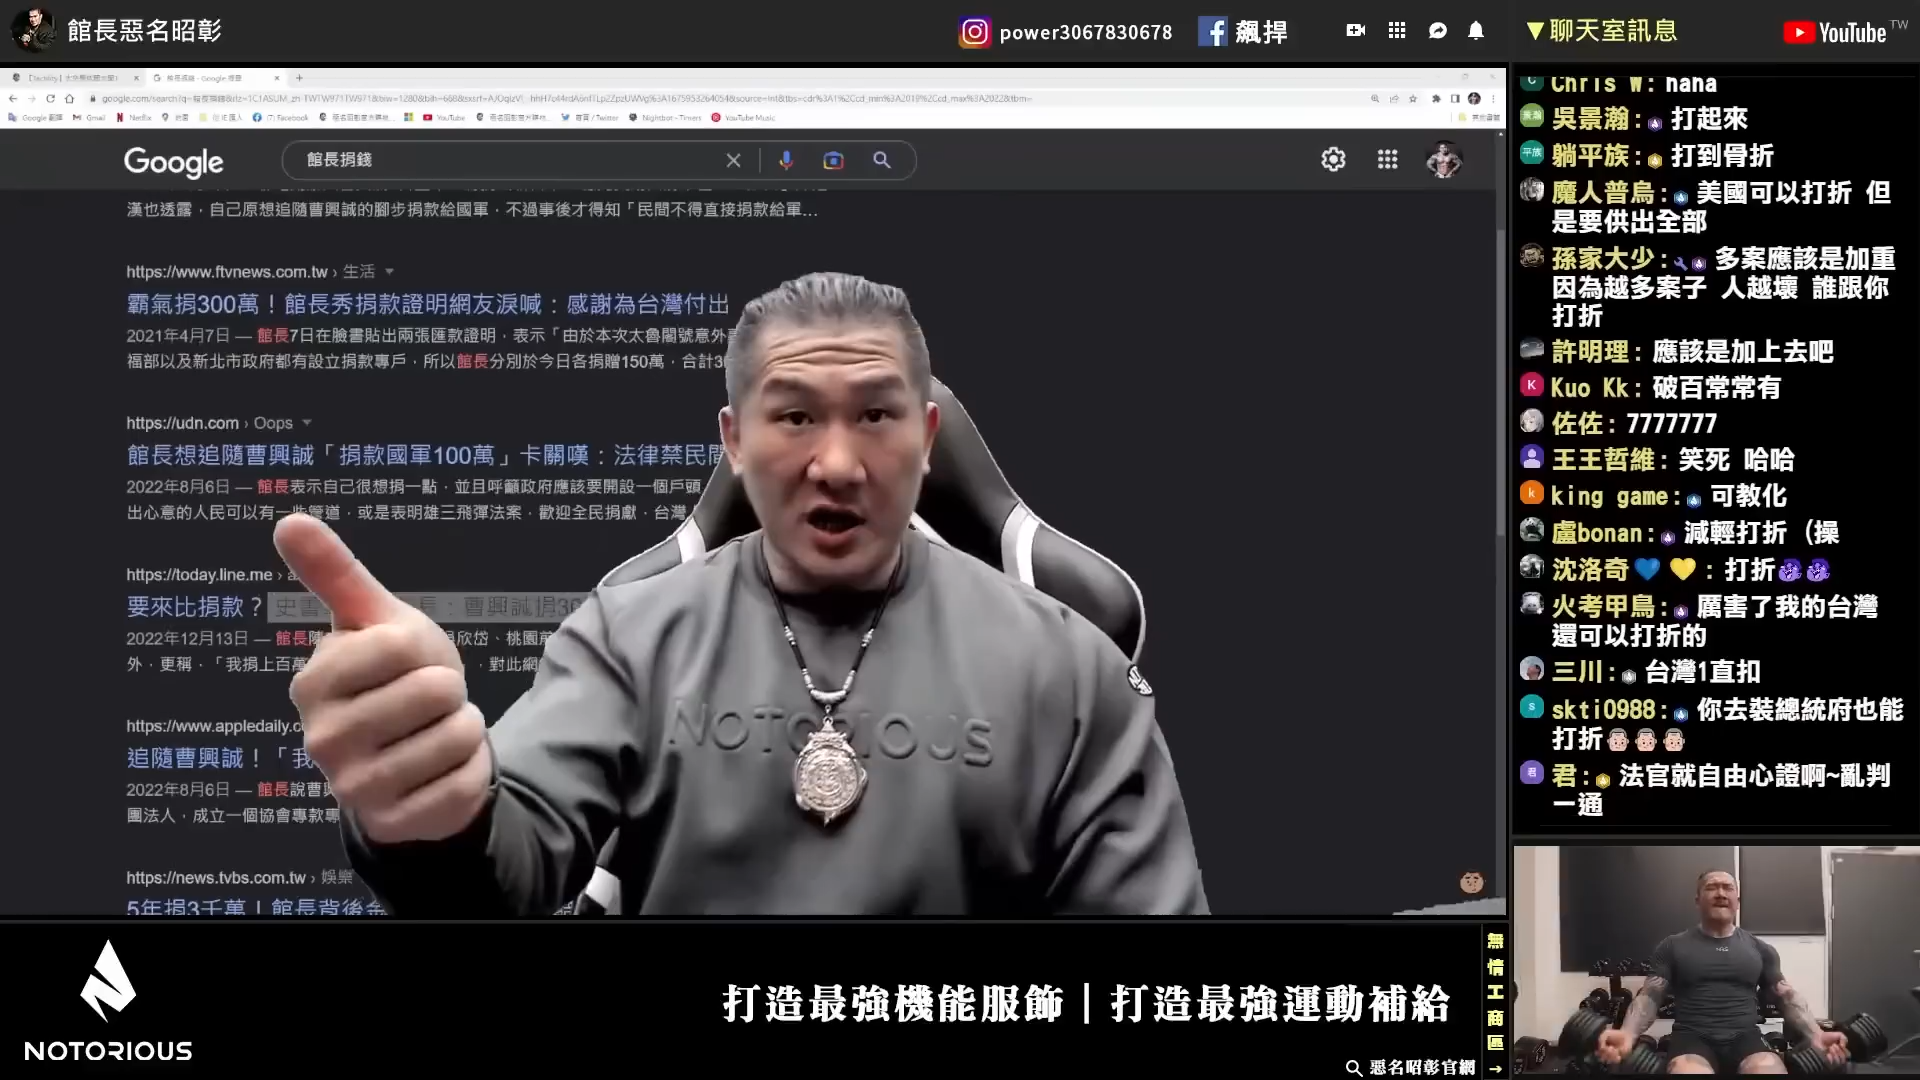 館長惡名昭彰
power3067830678
飆捍
▼聊天室訊息
YouTube TW
Google
館長捐錢
漢也透露,自己原想追隨曹興誠的腳步捐款給國軍,不過事後才得知「民間不得直接捐款給軍...
https://www.ftvnews.com.tw › 生活
霸氣捐300萬!館長秀捐款證明網友淚喊:感謝為台灣付出
2021年4月7日 — 館長7日在臉書貼出兩張匯款證明,表示「由於本次太魯閣號意外
福部以及新北市政府都有設立捐款專戶,所以館長分別於今日各捐贈150萬,合計3
https://udn.com › Oops
館長想追隨曹興誠「捐款國軍100萬」卡關嘆:法律禁民間
2022年8月6日 — 館長表示自己很想捐一點,並且呼籲政府應該要開設一個戶頭
出心意的人民可以有一些管道,或是表明雄三飛彈法案,歡迎全民捐獻,台灣
https://today.line.me ›
要來比捐款?
長:曹興誠捐30
2022年12月13日 — 館長陳
欣岱、桃園
外,更稱,「我捐上百萬
,對此網
https://www.appledaily.c
追隨曹興誠!「我
2022年8月6日 — 館長說曹
團法人,成立一個協會專款專
https://news.tvbs.com.tw › 娛樂
5年捐3千萬!館長背後金
NOTORIOUS
Chris W: haha
吳景瀚: 打起來
躺平族: 打到骨折
魔人普烏: 美國可以打折 但
是要供出全部
孫家大少: 多案應該是加重
因為越多案子 人越壞 誰跟你
打折
許明理: 應該是加上去吧
Kuo Kk: 破百常常有
佐佐: 7777777
王王哲維: 笑死 哈哈
king game: 可教化
盧bonan: 減輕打折 (操
沈洛奇💙💛: 打折
火考甲鳥: 厲害了我的台灣
還可以打折的
三川: 台灣1直扣
skti0988: 你去裝總統府也能
打折
君: 法官就自由心證啊~亂判
一通
NOTORIOUS
打造最強機能服飾|打造最強運動補給
惡名昭彰官網
無情工商區→